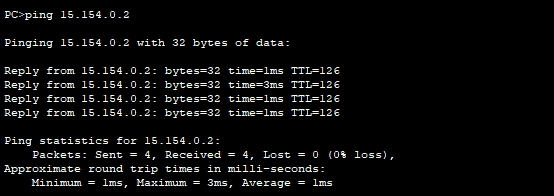 PC>ping 15.154.0.2
Pinging 15.154.0.2 with 32 bytes of data:
Reply from 15.154.0.2: bytes=32 time=1ms TTL=126
Reply from 15.154.0.2: bytes=32 time=3ms TTL=126
Reply from 15.154.0.2: bytes=32 time=1ms TTL=126
Reply from 15.154.0.2: bytes=32 time=1ms TTL=126
Ping statistics for 15.154.0.2:
    Packets: Sent = 4, Received = 4, Lost = 0 (0% loss),
Approximate round trip times in milli-seconds:
    Minimum = 1ms, Maximum = 3ms, Average = 1ms